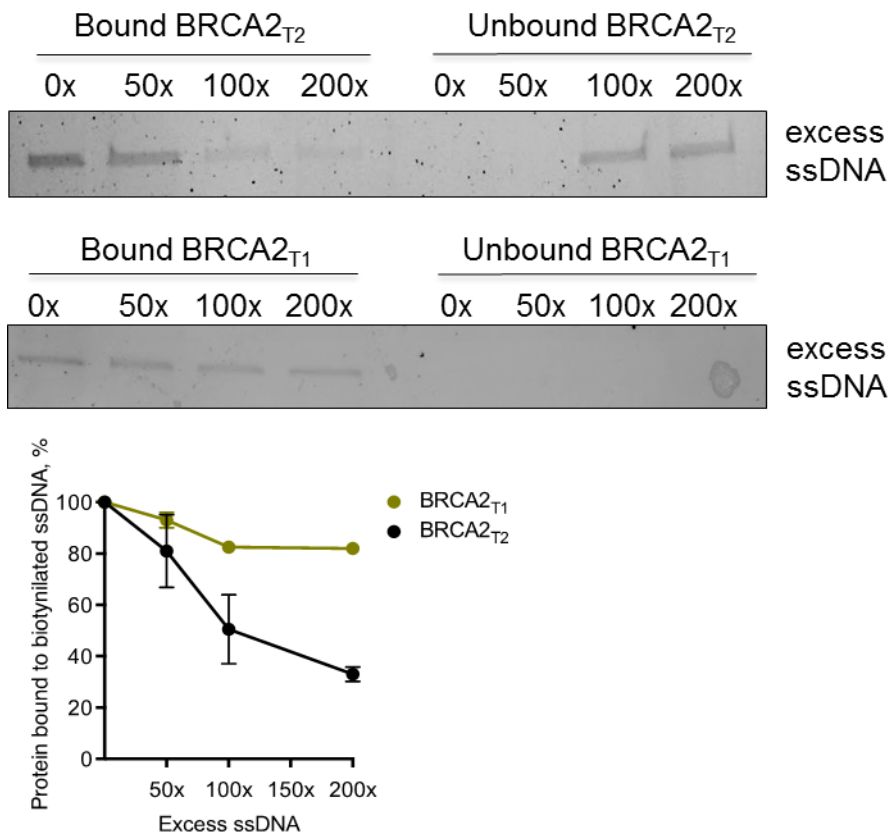 Bound BRCA2T2 Unbound BRCA2T2
0x 50x 100x 200x 0x 50x 100x 200x
excess
ssDNA
Bound BRCA2T1 Unbound BRCA2T1
0x 50x 100x 200x 0x 50x 100x 200x
excess
ssDNA
Protein bound to biotynilated ssDNA, %
100
80
60
40
20
0
50x 100x 150x 200x
Excess ssDNA
BRCA2T1
BRCA2T2